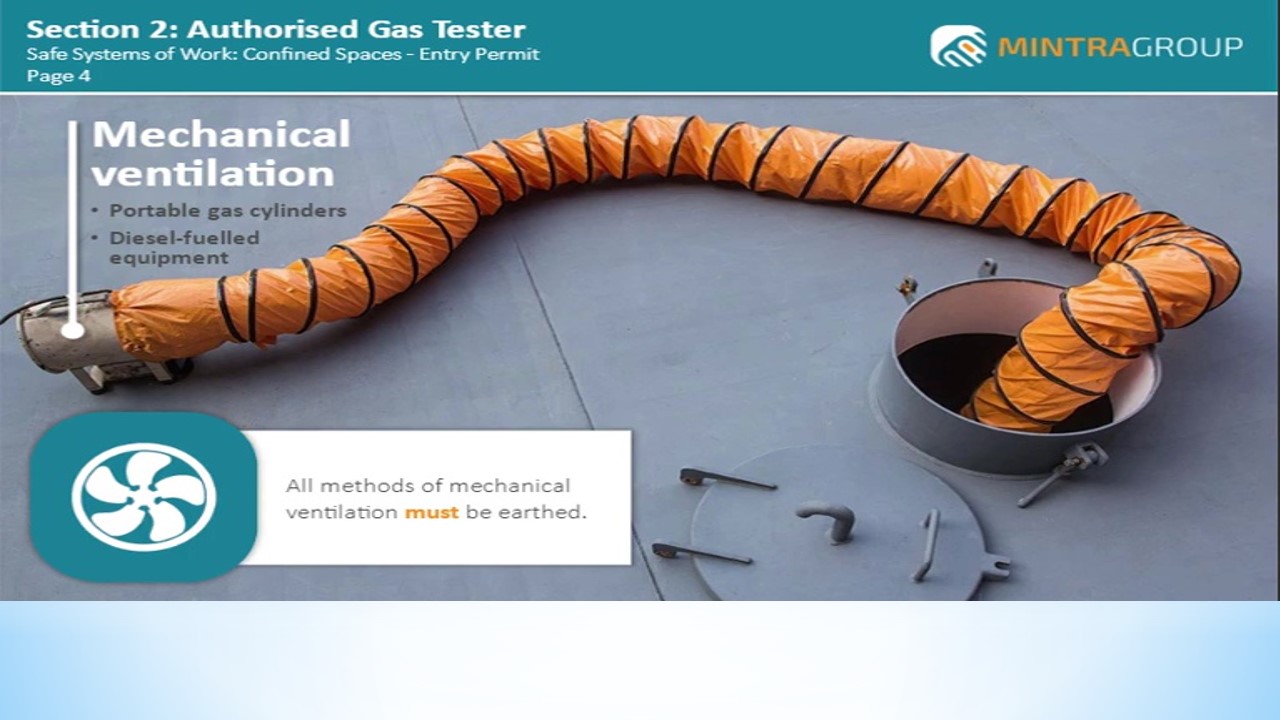 Section 2: Authorised Gas Tester
Safe Systems of Work: Confined Spaces - Entry Permit
Page 4
MINTRAGROUP
Mechanical
ventilation
• Portable gas cylinders
• Diesel-fuelled
equipment
All methods of mechanical
ventilation must be earthed.